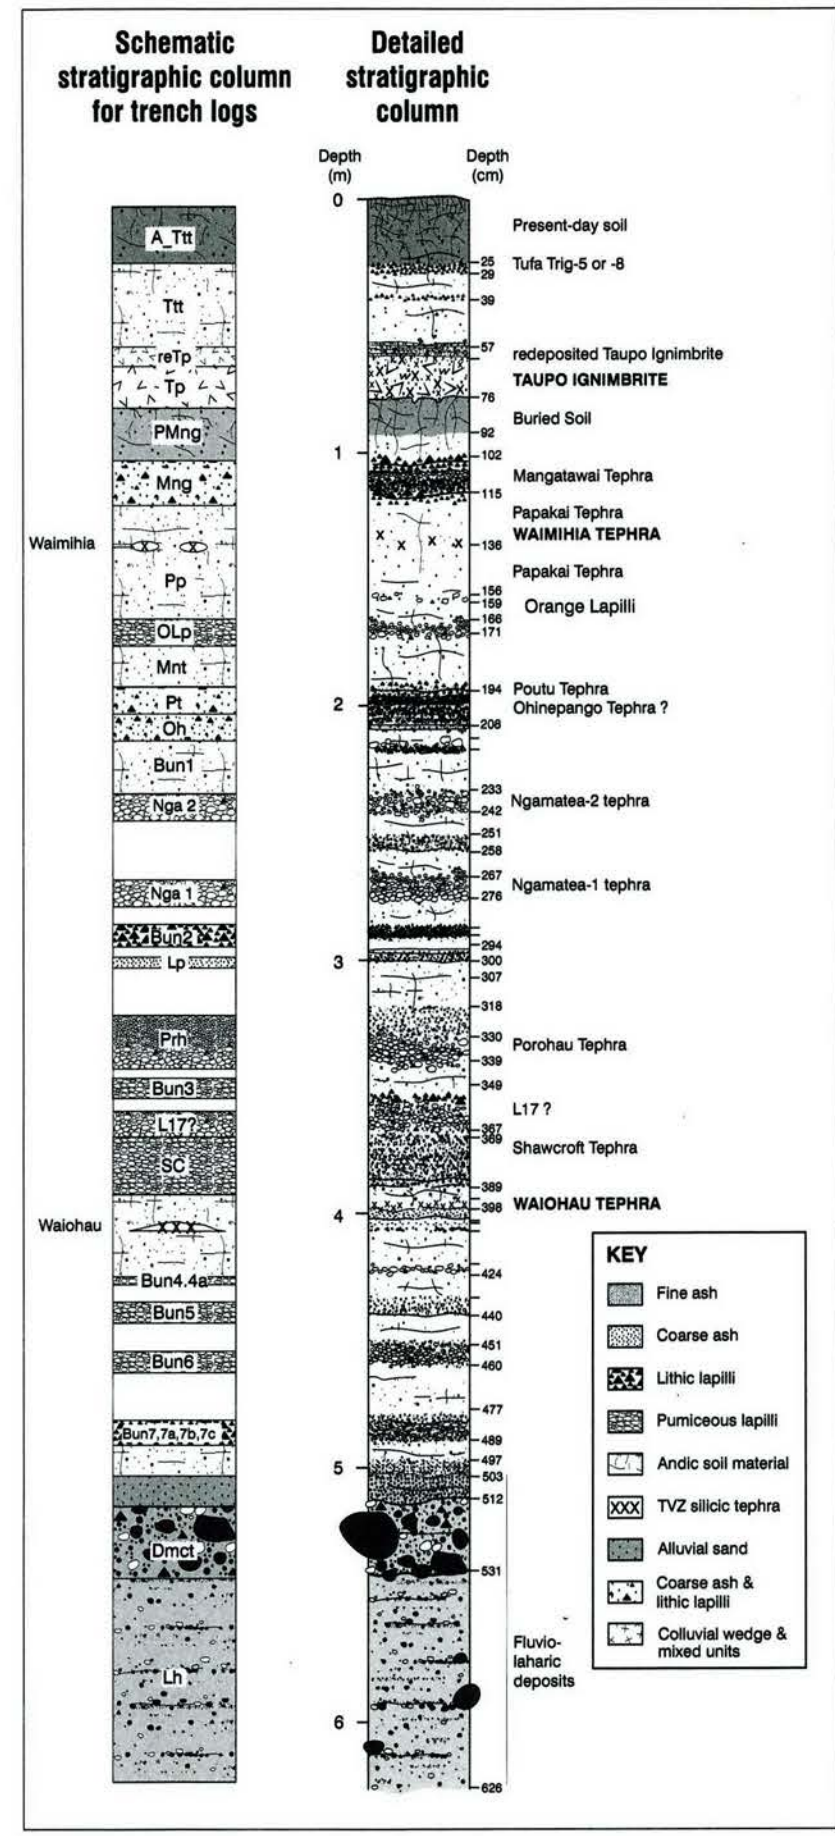 Schematic
stratigraphic column
for trench logs
Detailed
stratigraphic
column
Depth
(m)
Depth
(cm)
A_Ttt
Ttt
reTp
Tp
PMng
Mng
Waimihia
X X
Pp
OLp
Mnt
Pt
Oh
Bun1
Nga 2
Nga 1
Bun2
Lp
Prh
Bun3
L17?
SC
Waiohau
XXX
Bun4.4a
Bun5
Bun6
Bun7,7a,7b,7c
Dmct
Lh
0
1
2
3
4
5
6
Present-day soil
25 Tufa Trig-5 or -8
29
39
57
redeposited Taupo Ignimbrite
TAUPO IGNIMBRITE
76
Buried Soil
92
102
Mangatawai Tephra
115
Papakai Tephra
WAIMIHIA TEPHRA
136
Papakai Tephra
156
159 Orange Lapilli
166
171
194 Poutu Tephra
Ohinepango Tephra ?
208
233
Ngamatea-2 tephra
242
251
258
267
Ngamatea-1 tephra
276
294
300
307
318
330
Porohau Tephra
339
349
L17 ?
367
369
Shawcroft Tephra
389
398 WAIOHAU TEPHRA
424
440
451
460
477
489
497
503
512
531
Fluvio-
laharic
deposits
626
KEY
Fine ash
Coarse ash
Lithic lapilli
Pumiceous lapilli
Andic soil material
XXX TVZ silicic tephra
Alluvial sand
Coarse ash &
lithic lapilli
Colluvial wedge &
mixed units